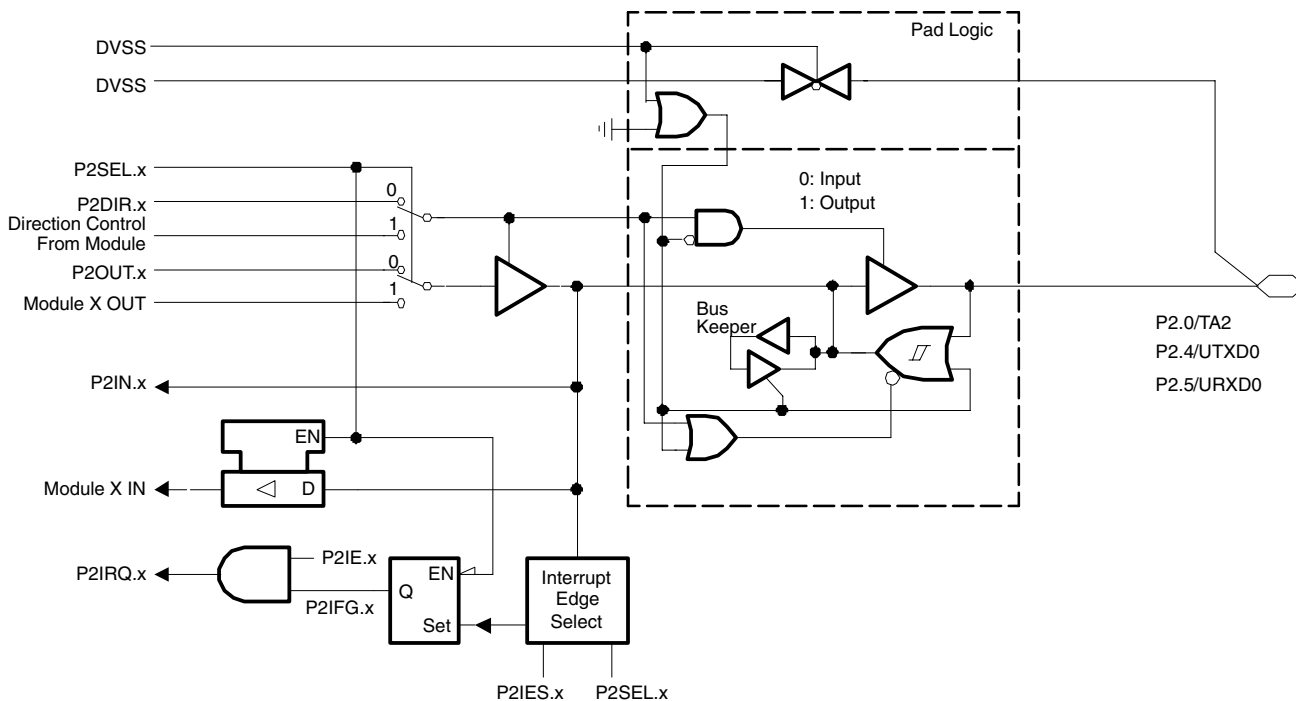 Pad Logic
DVSS
DVSS
P2SEL.x
0: Input
1: Output
0
P2DIR.x
Direction Control
From Module
1
0
P2OUT.x
1
Module X OUT
Bus
Keeper
P2.0/TA2
P2.4/UTXD0
P2.5/URXD0
P2IN.x
EN
Module X IN
D
P2IE.x
P2IRQ.x
EN
Q
P2IFG.x
Set
Interrupt
Edge
Select
P2IES.x
P2SEL.x